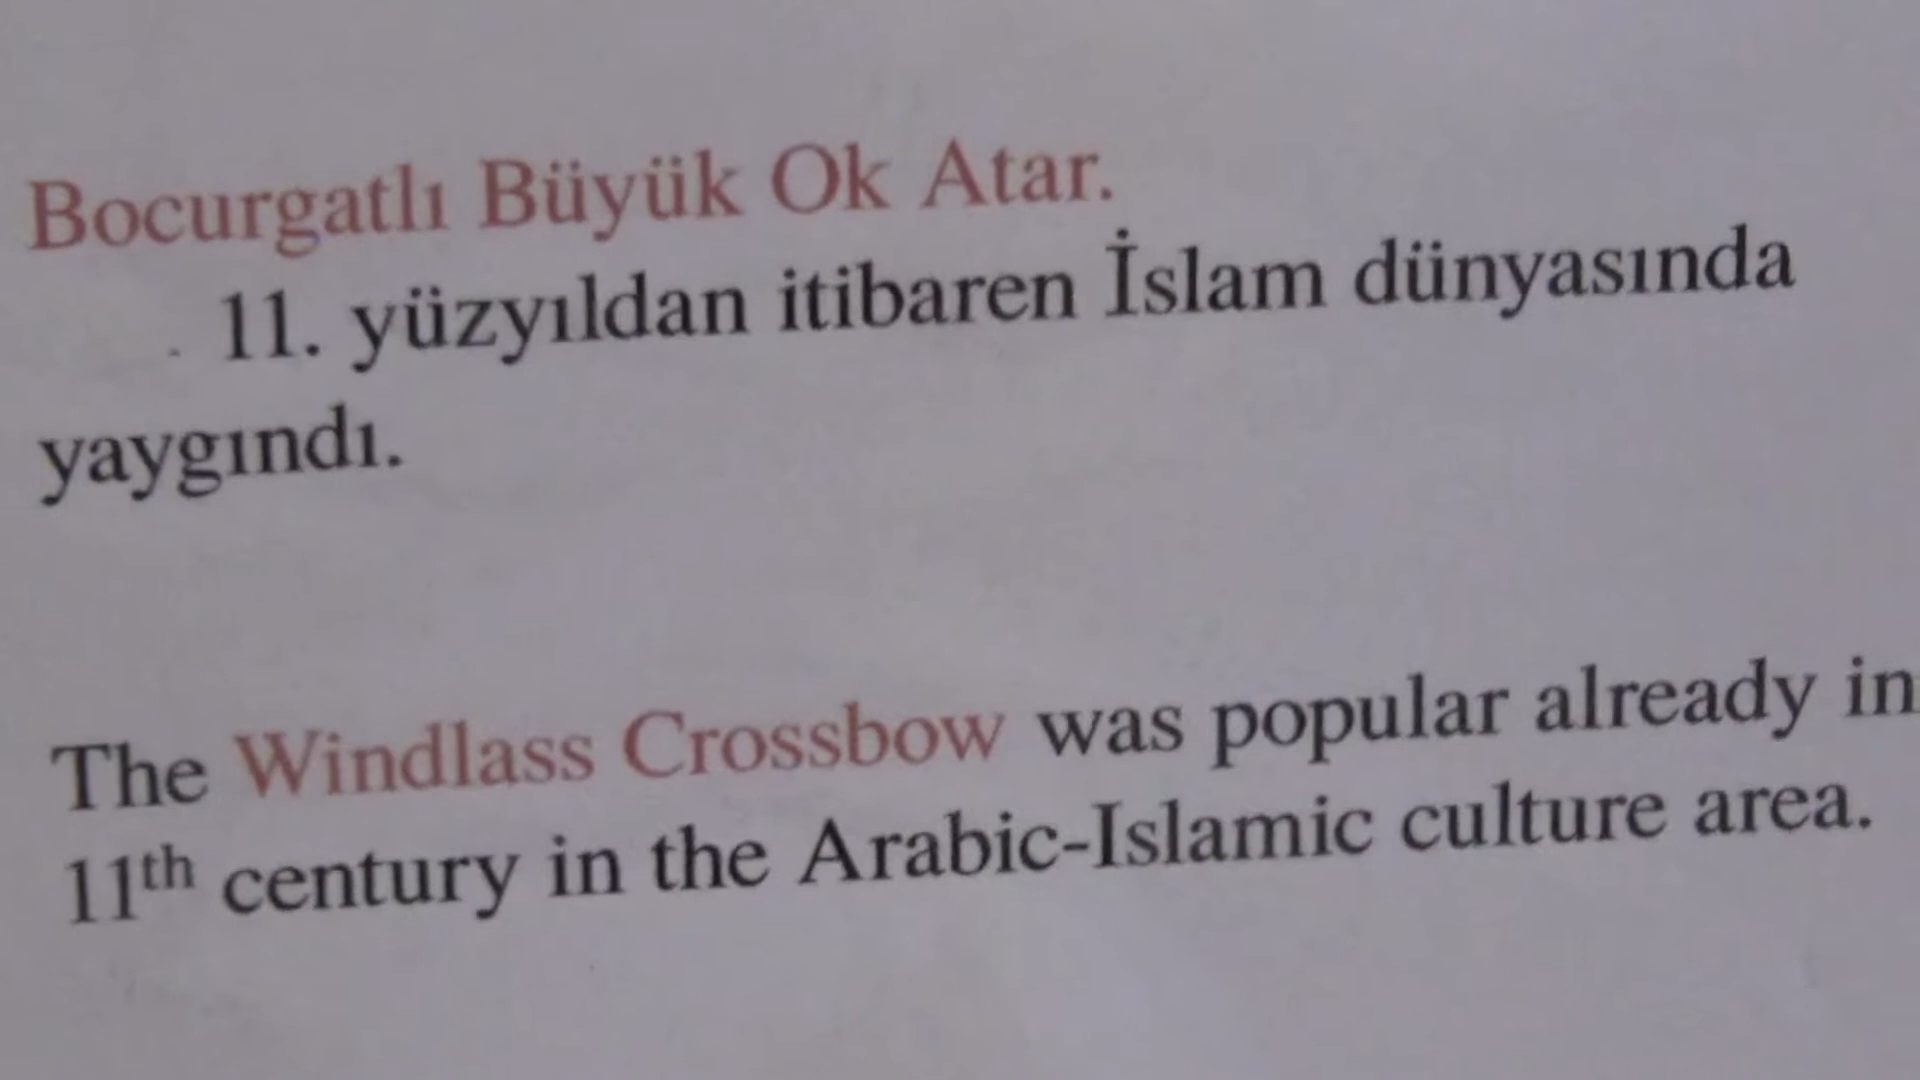 Bocurgatlı Büyük Ok Atar.
11. yüzyıldan itibaren İslam dünyasında
yaygındı.
The Windlass Crossbow was popular already in
11th century in the Arabic-Islamic culture area.